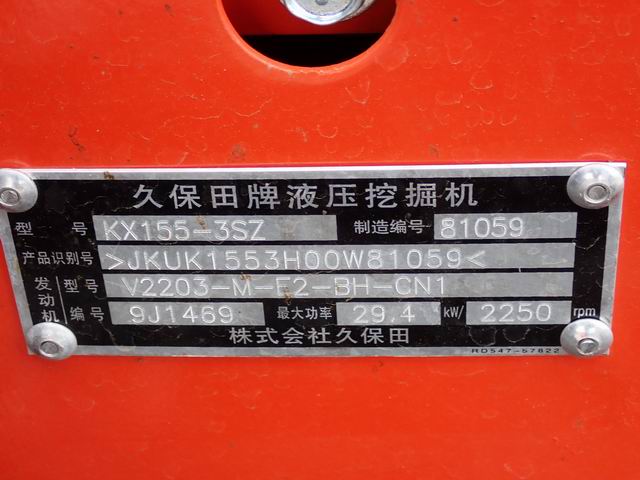 久保田牌液压挖掘机
型号 KX155-3SZ 制造编号 81059
产品识别号 >JKUK1553H00W81059<
发动机 型号 V2203-M-E2-BH-CN1
编号 9J1469 最大功率 29.4 kW/ 2250 rpm
株式会社久保田
RD547-57822